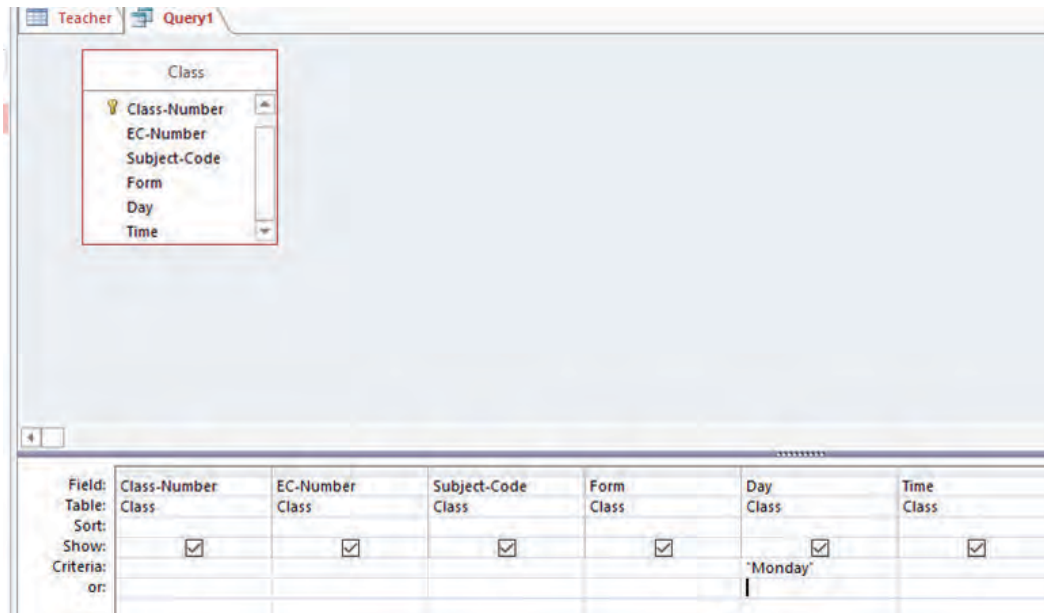 Teacher Query1
Class
Class-Number
EC-Number
Subject-Code
Form
Day
Time
Field: Class-Number EC-Number Subject-Code Form Day Time
Table: Class Class Class Class Class Class
Sort:
Show:
Criteria: "Monday"
or: